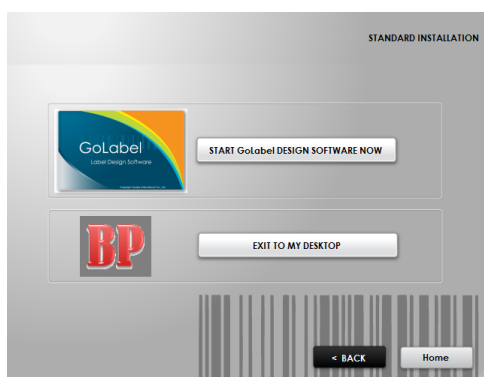 STANDARD INSTALLATION
GoLabel
Label Design Software
START GoLabel DESIGN SOFTWARE NOW
BP
EXIT TO MY DESKTOP
< BACK
Home